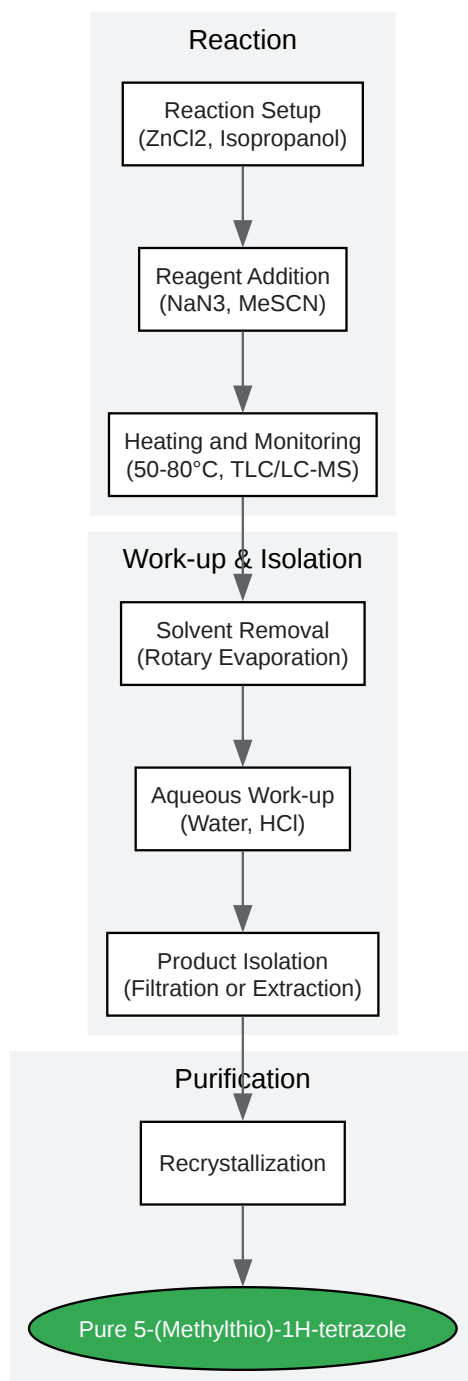 Reaction
Reaction Setup
(ZnCl2, Isopropanol)
Reagent Addition
(NaN3, MeSCN)
Heating and Monitoring
(50-80°C, TLC/LC-MS)
Work-up & Isolation
Solvent Removal
(Rotary Evaporation)
Aqueous Work-up
(Water, HCl)
Product Isolation
(Filtration or Extraction)
Purification
Recrystallization
Pure 5-(Methylthio)-1H-tetrazole